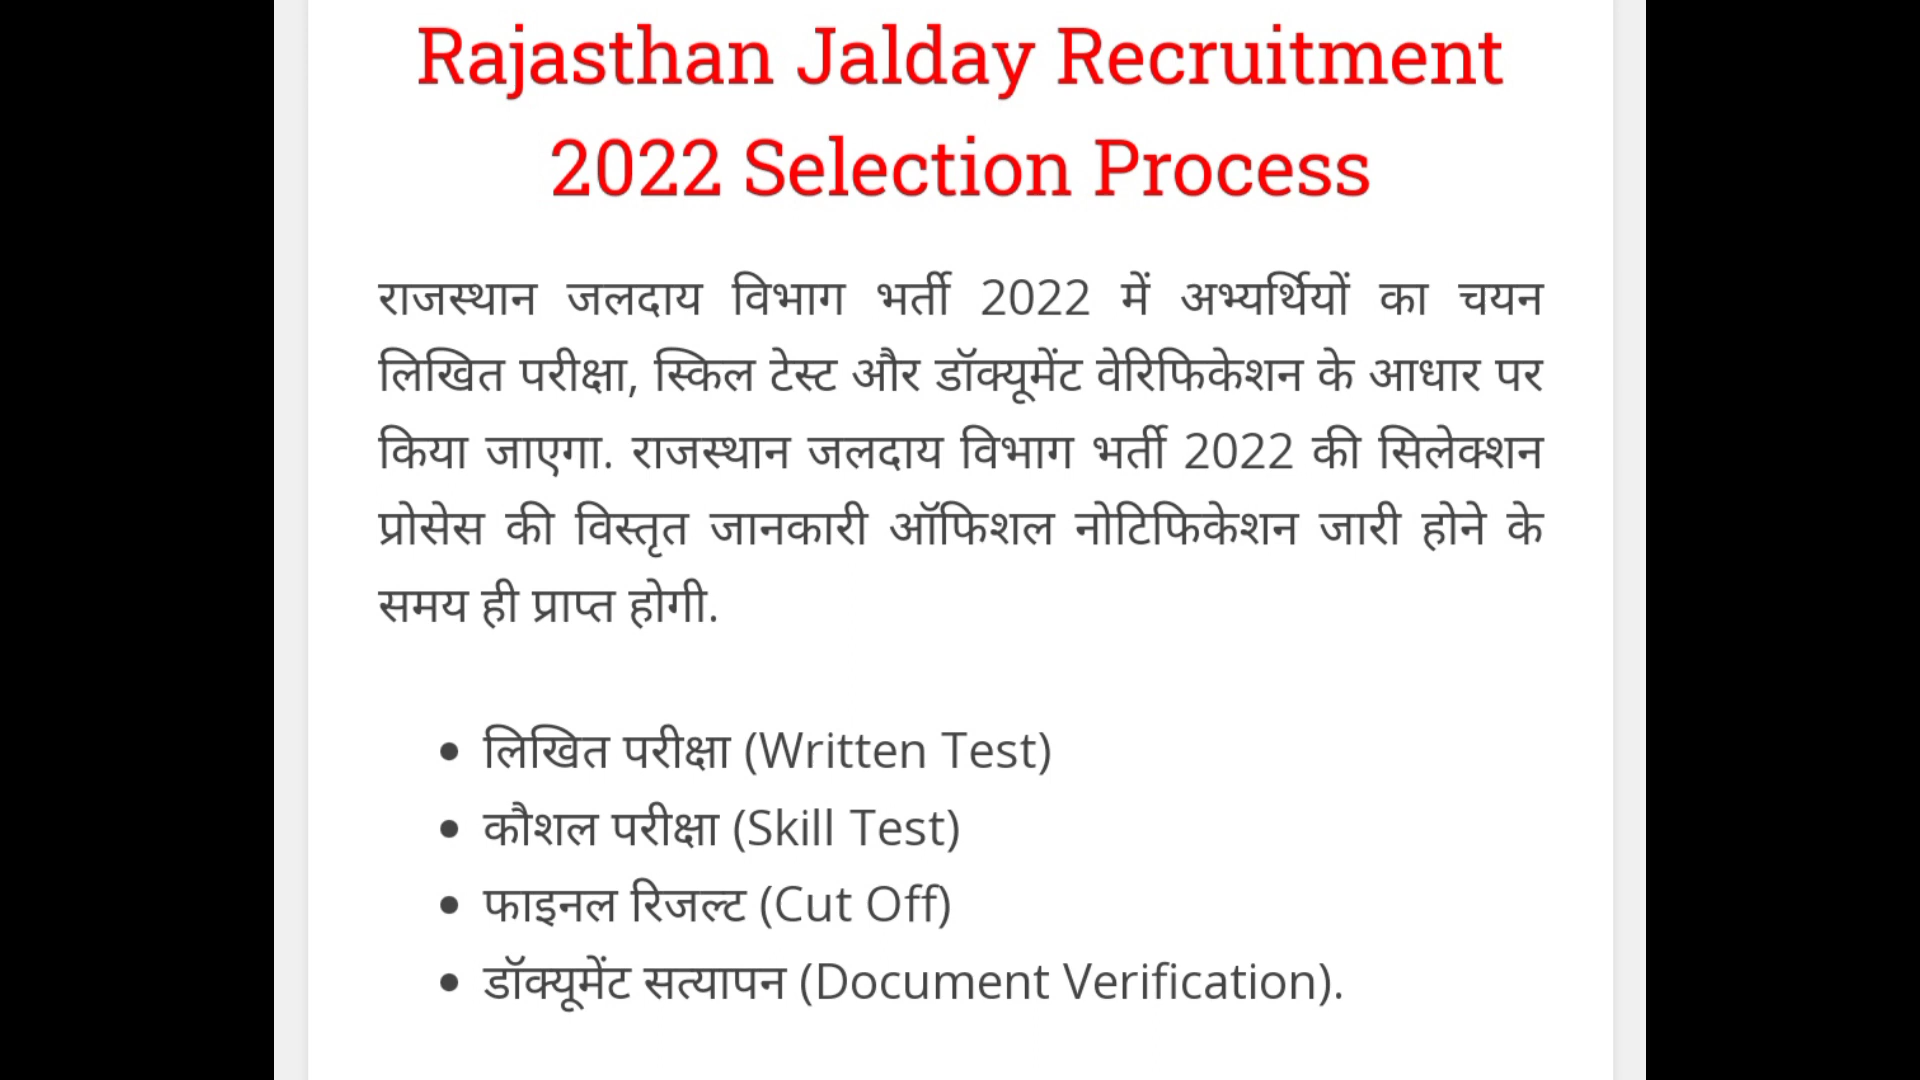 Rajasthan Jalday Recruitment
2022 Selection Process
राजस्थान जलदाय विभाग भर्ती 2022 में अभ्यर्थियों का चयन
लिखित परीक्षा, स्किल टेस्ट और डॉक्यूमेंट वेरिफिकेशन के आधार पर
किया जाएगा. राजस्थान जलदाय विभाग भर्ती 2022 की सिलेक्शन
प्रोसेस की विस्तृत जानकारी ऑफिशल नोटिफिकेशन जारी होने के
समय ही प्राप्त होगी.
• लिखित परीक्षा (Written Test)
• कौशल परीक्षा (Skill Test)
• फाइनल रिजल्ट (Cut Off)
• डॉक्यूमेंट सत्यापन (Document Verification).